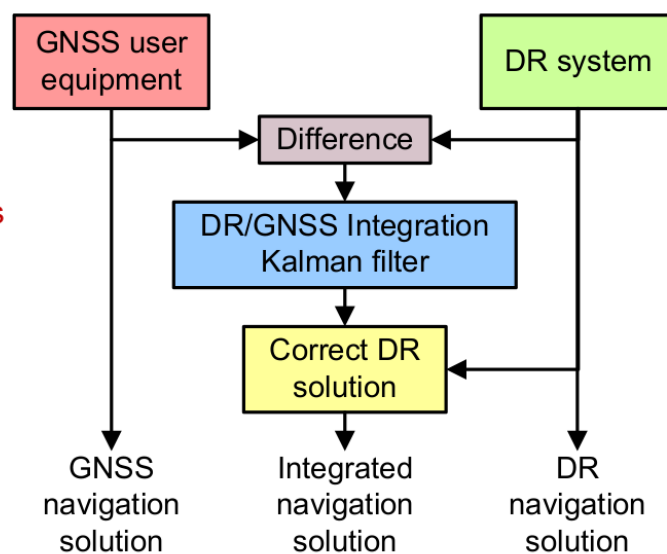 GNSS user
equipment
DR system
Difference
s
DR/GNSS Integration
Kalman filter
Correct DR
solution
GNSS
navigation
solution
Integrated
navigation
solution
DR
navigation
solution